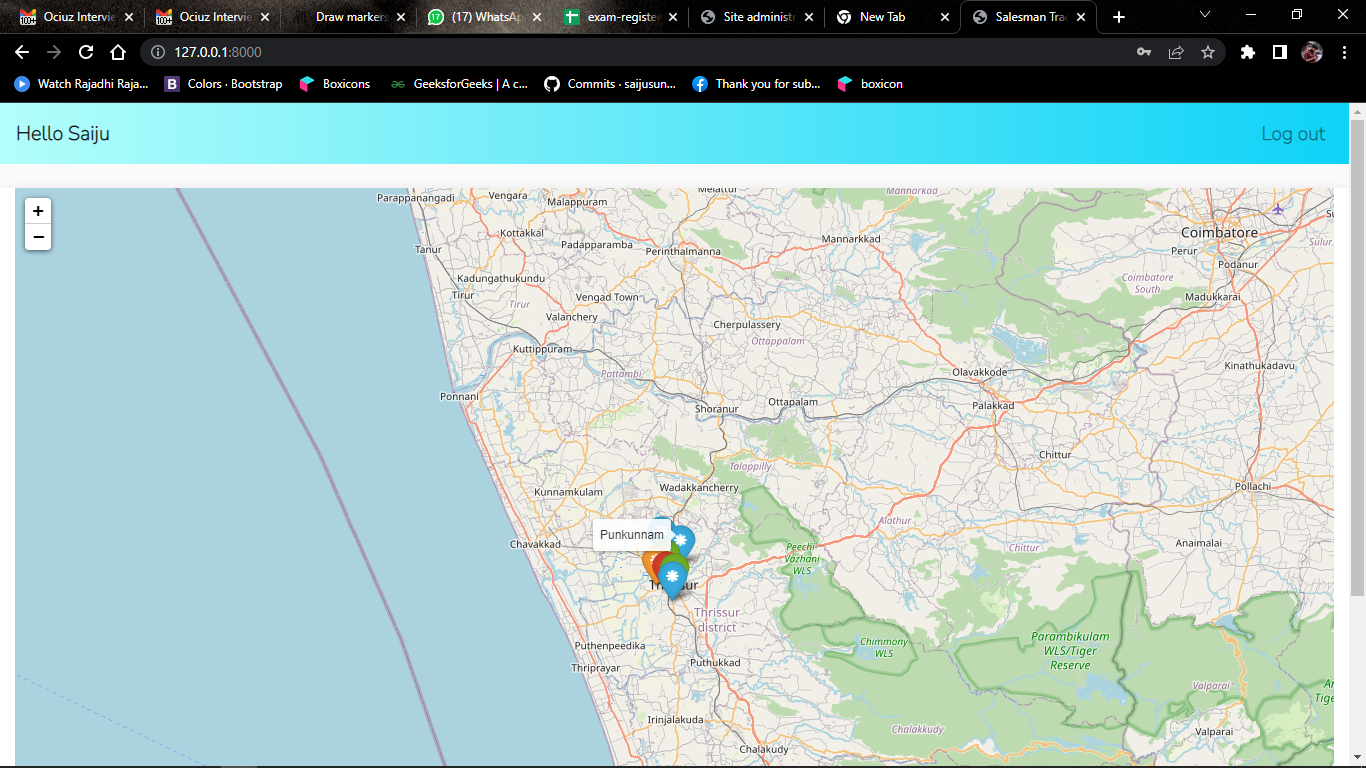 Ociuz Intervie
Ociuz Intervie
Draw markers
(17) WhatsAp
exam-registe
Site administr
New Tab
Salesman Tra
127.0.0.1:8000
Watch Rajadhi Raja...
Colors · Bootstrap
Boxicons
GeeksforGeeks | A c...
Commits · saijusun...
Thank you for sub...
boxicon
Hello Saiju
Log out
+
−
Parappanangadi
Vengara
Malappuram
Melattur
Mannarkkad
Coimbatore
Perur
Sulur
Podanur
Kottakkal
Padapparamba
Perinthalmanna
Mannarkkad
Tanur
Kadungathukundu
Tirur
Tirur
Vengad Town
Coimbatore
South
Madukkarai
Valanchery
Cherpulassery
Ottappalam
Kuttippuram
Pattambi
Olavakkode
Kinathukadavu
Ponnani
Shoranur
Ottapalam
Palakkad
Chittur
Talappilly
Pollachi
Kunnamkulam
Wadakkancherry
Alathur
Chavakkad
Punkunnam
Peechi-
Vazhani
WLS
Chittur
Anaimalai
Thrissur
district
Puthenpeedika
Thriprayar
Puthukkad
Chimmony
WLS
Parambikulam
WLS/Tiger
Reserve
Valparai
Tige
Irinjalakuda
Chalakkudy
Chalakudy
Valparai